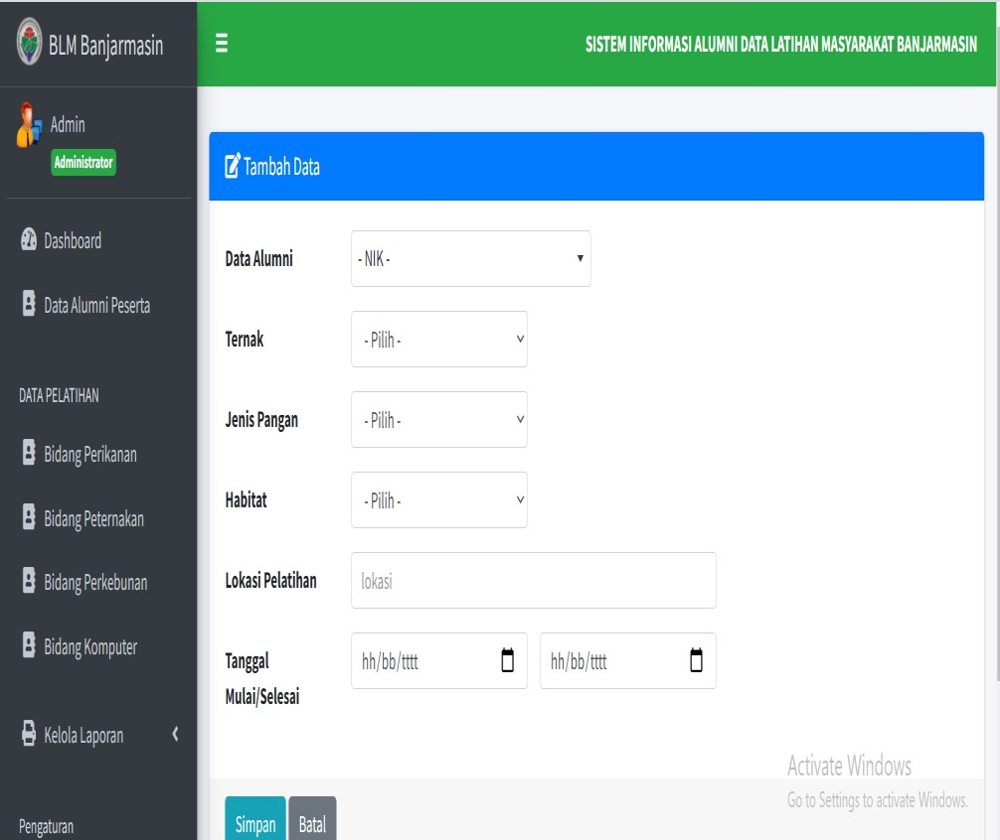 BLM Banjarmasin
SISTEM INFORMASI ALUMNI DATA LATIHAN MASYARAKAT BANJARMASIN
Admin
Administrator
Dashboard
Data Alumni Peserta
DATA PELATIHAN
Bidang Perikanan
Bidang Peternakan
Bidang Perkebunan
Bidang Komputer
Kelola Laporan
Pengaturan
Tambah Data
Data Alumni
- NIK -
Ternak
- Pilih -
Jenis Pangan
- Pilih -
Habitat
- Pilih -
Lokasi Pelatihan
lokasi
Tanggal
Mulai/Selesai
hh/bb/tttt
hh/bb/tttt
Simpan
Batal
Activate Windows
Go to Settings to activate Windows.